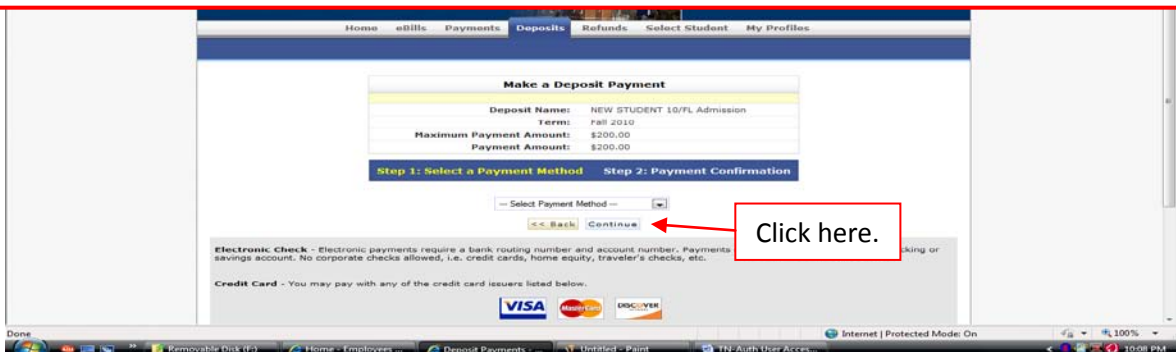 Home eBills Payments Deposits Refunds Select Student My Profiles
Make a Deposit Payment
Deposit Name: NEW STUDENT 10/FL Admission
Term: Fall 2010
Maximum Payment Amount: $200.00
Payment Amount: $200.00
Step 1: Select a Payment Method Step 2: Payment Confirmation
--- Select Payment Method ---
<< Back Continue
Click here.
Electronic Check - Electronic payments require a bank routing number and account number. Payments cking or
savings account. No corporate checks allowed, i.e. credit cards, home equity, traveler's checks, etc.
Credit Card - You may pay with any of the credit card issuers listed below.
VISA MasterCard DISCOVER
Done Internet | Protected Mode: On 100%
Removable Disk (F:) Home - Employees ... Deposit Payments - ... Untitled - Paint TN-Auth User Acces... 10:08 PM